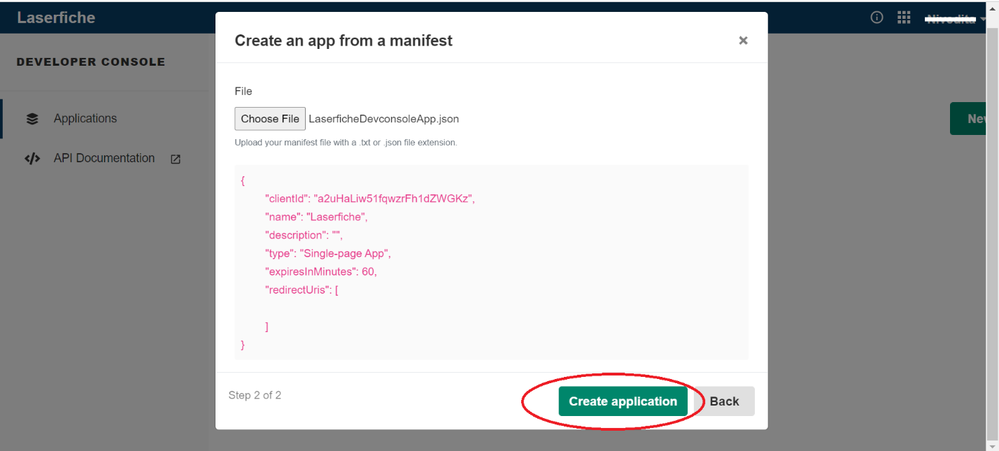 Laserfiche
DEVELOPER CONSOLE
Applications
API Documentation
Create an app from a manifest
File
Choose File LaserficheDevconsoleApp.json
Upload your manifest file with a .txt or .json file extension.
{
"clientId": "a2uHaLiw51fqwzrFh1dZWGKz",
"name": "Laserfiche",
"description": "",
"type": "Single-page App",
"expiresInMinutes": 60,
"redirectUris": [
]
}
Step 2 of 2
Create application
Back